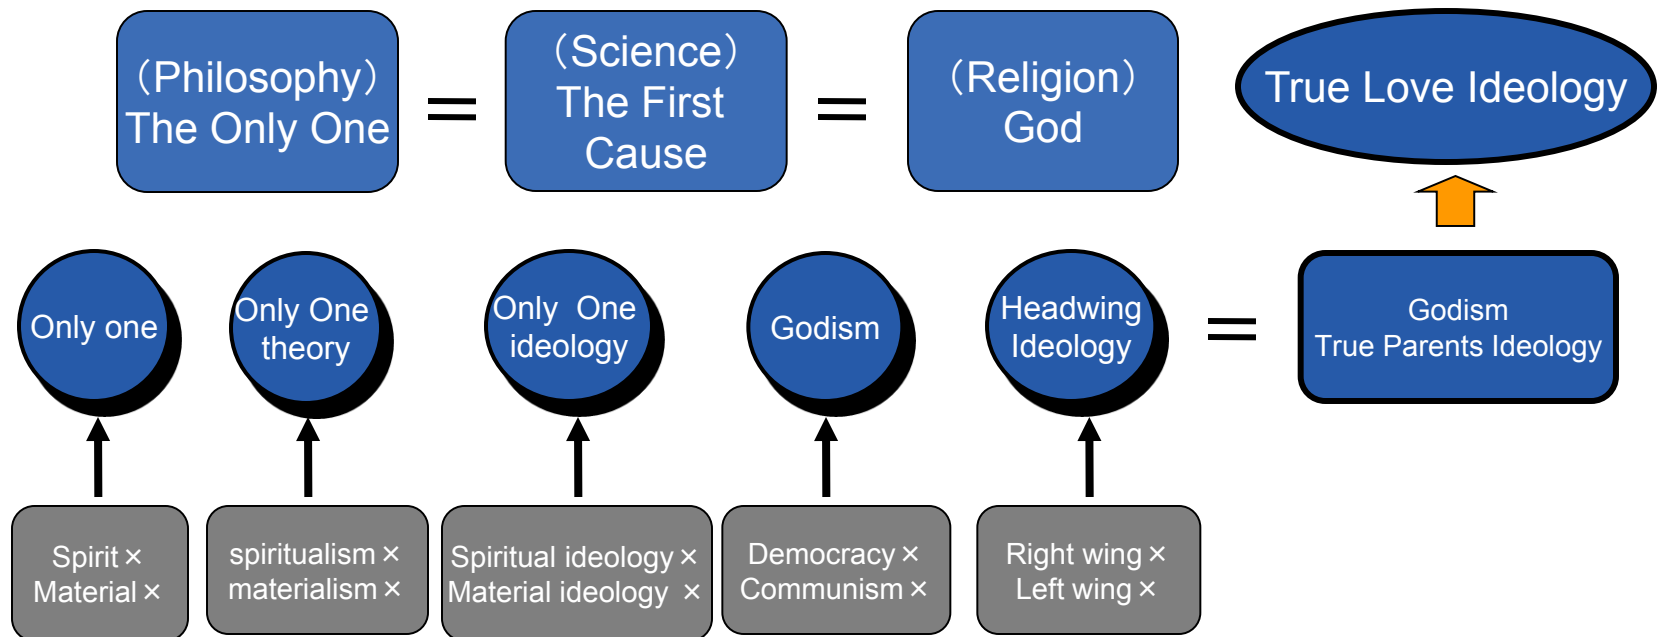 （Philosophy）
The Only One
=
（Science）
The First
Cause
=
（Religion）
God
True Love Ideology
Only one
Only One
theory
Only One
ideology
Godism
Headwing
Ideology
=
Godism
True Parents Ideology
Spirit×
Material×
spiritualism×
materialism×
Spiritual ideology×
Material ideology ×
Democracy×
Communism×
Right wing×
Left wing×